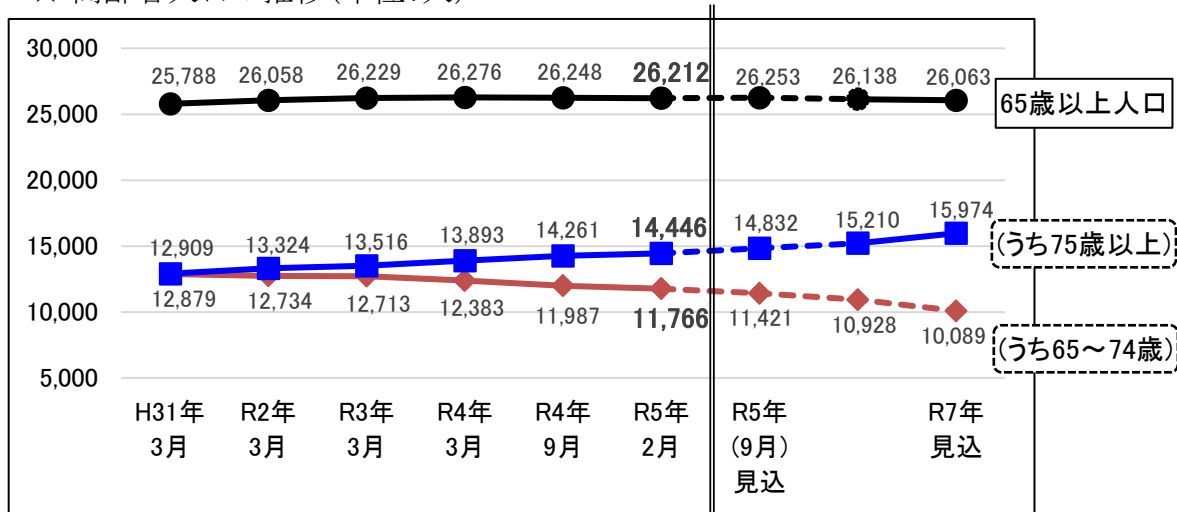 30,000
25,000
20,000
15,000
10,000
5,000
25,788 26,058 26,229 26,276 26,248 26,212 26,253 26,138 26,063
65歳以上人口
12,909 13,324 13,516 13,893 14,261 14,446 14,832 15,210 15,974
(うち75歳以上)
12,879 12,734 12,713 12,383 11,987 11,766 11,421 10,928 10,089
(うち65～74歳)
H31年 R2年 R3年 R4年 R4年 R5年 R5年 R7年
3月 3月 3月 3月 9月 2月 (9月) 見込
見込